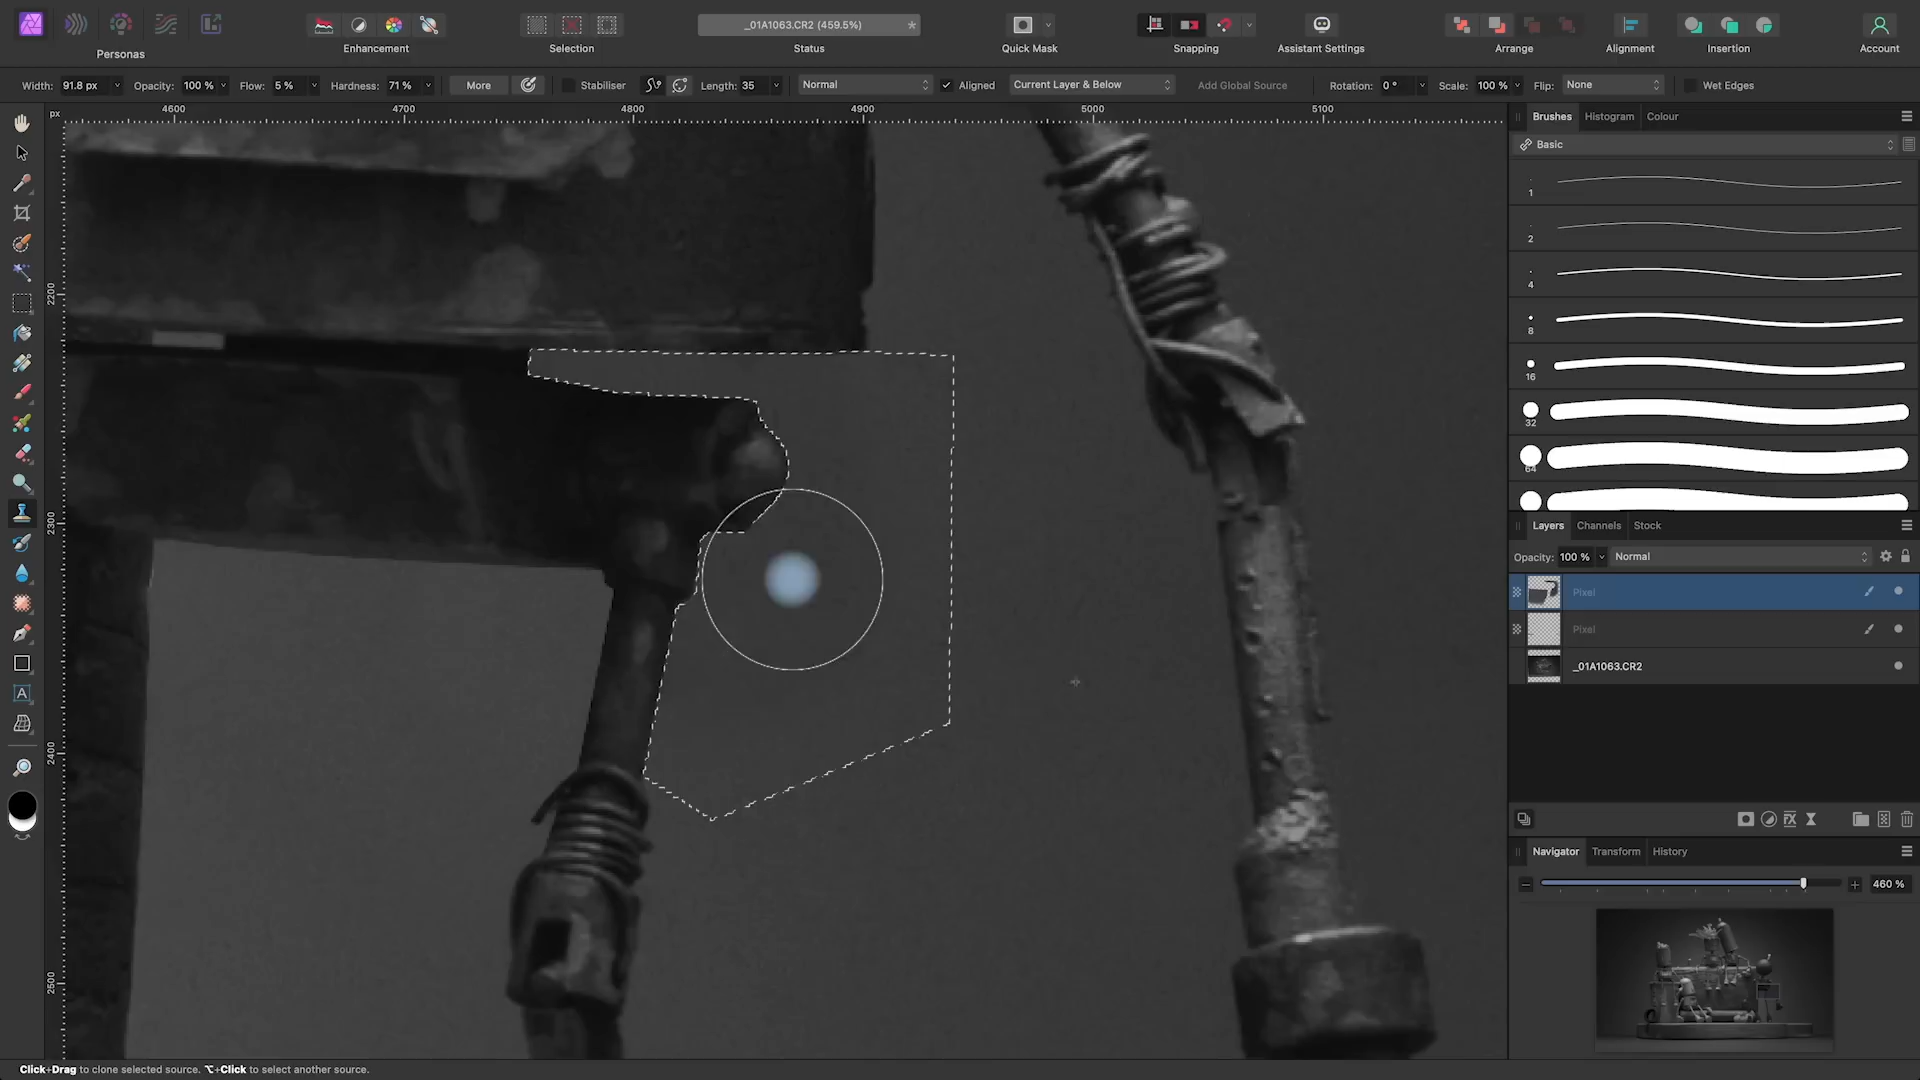 _01A1063.CR2 (459.5%) *
Personas Enhancement Selection Status Quick Mask Snapping Assistant Settings Arrange Alignment Insertion Account
Width: 91.8 px Opacity: 100 % Flow: 5 % Hardness: 71 % More Stabiliser Length: 35 Normal Aligned Current Layer & Below Add Global Source Rotation: 0 ° Scale: 100 % Flip: None Wet Edges
px 4600 4700 4800 4900 5000 5100
2200
2300
2400
2500
Brushes Histogram Colour
Basic
1
2
4
8
16
32
64
Layers Channels Stock
Opacity: 100 % Normal
Pixel
Pixel
_01A1063.CR2
FX
Navigator Transform History
460 %
A
Click+Drag to clone selected source. ⌥+Click to select another source.